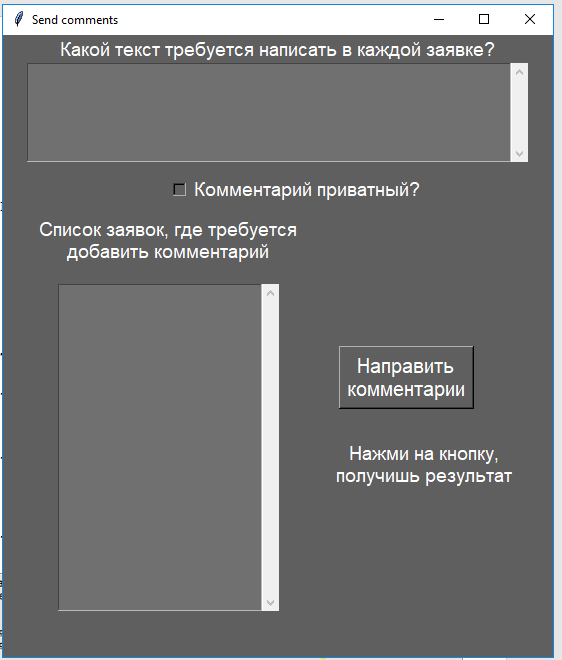 Send comments
Какой текст требуется написать в каждой заявке?
Комментарий приватный?
Список заявок, где требуется
добавить комментарий
Направить
комментарии
Нажми на кнопку,
получишь результат